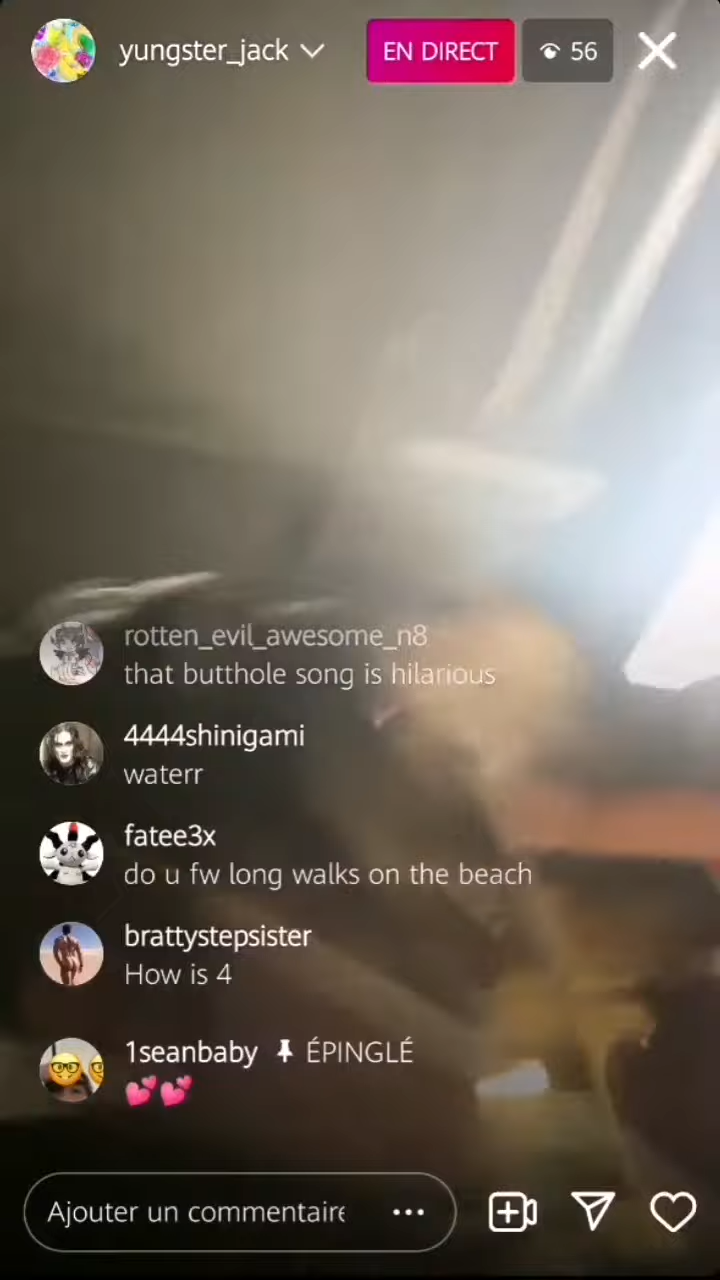 yungster_jack
EN DIRECT
56
rotten_evil_awesome_n8
that butthole song is hilarious
4444shinigami
waterr
fatee3x
do u fw long walks on the beach
brattystepsister
How is 4
1seanbaby ÉPINGLÉ
💕💕
Ajouter un commentaire